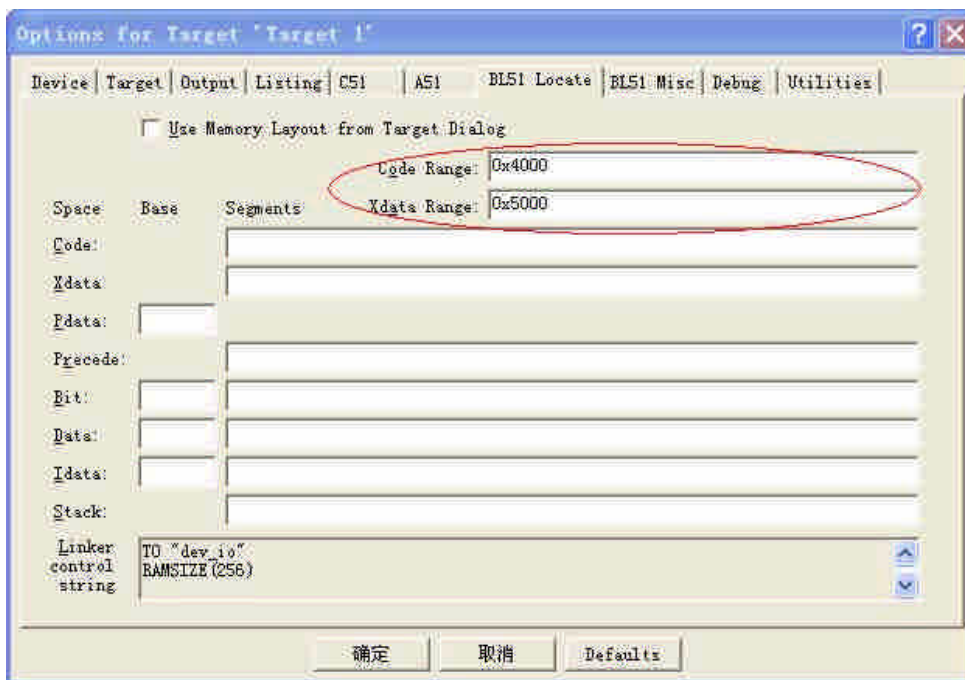 Options for Target 'Target 1'
Device Target Output Listing C51 A51 BL51 Locate BL51 Misc Debug Utilities
Use Memory Layout from Target Dialog
Code Range: 0x4000
Space Base Segments Xdata Range: 0x5000
Code:
Xdata
Pdata:
Precede:
Bit:
Data:
Idata:
Stack:
Linker control string
TO "dev_io"
RAMSIZE(256)
确定 取消 Defaults